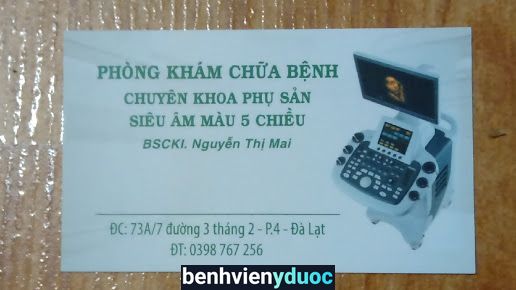 PHÒNG KHÁM CHỮA BỆNH
CHUYÊN KHOA PHỤ SẢN
SIÊU ÂM MÀU 5 CHIỀU
BSCKI. Nguyễn Thị Mai
ĐC: 73A/7 đường 3 tháng 2 - P.4 - Đà Lạt
ĐT: 0398 767 256
benhvienyduoc